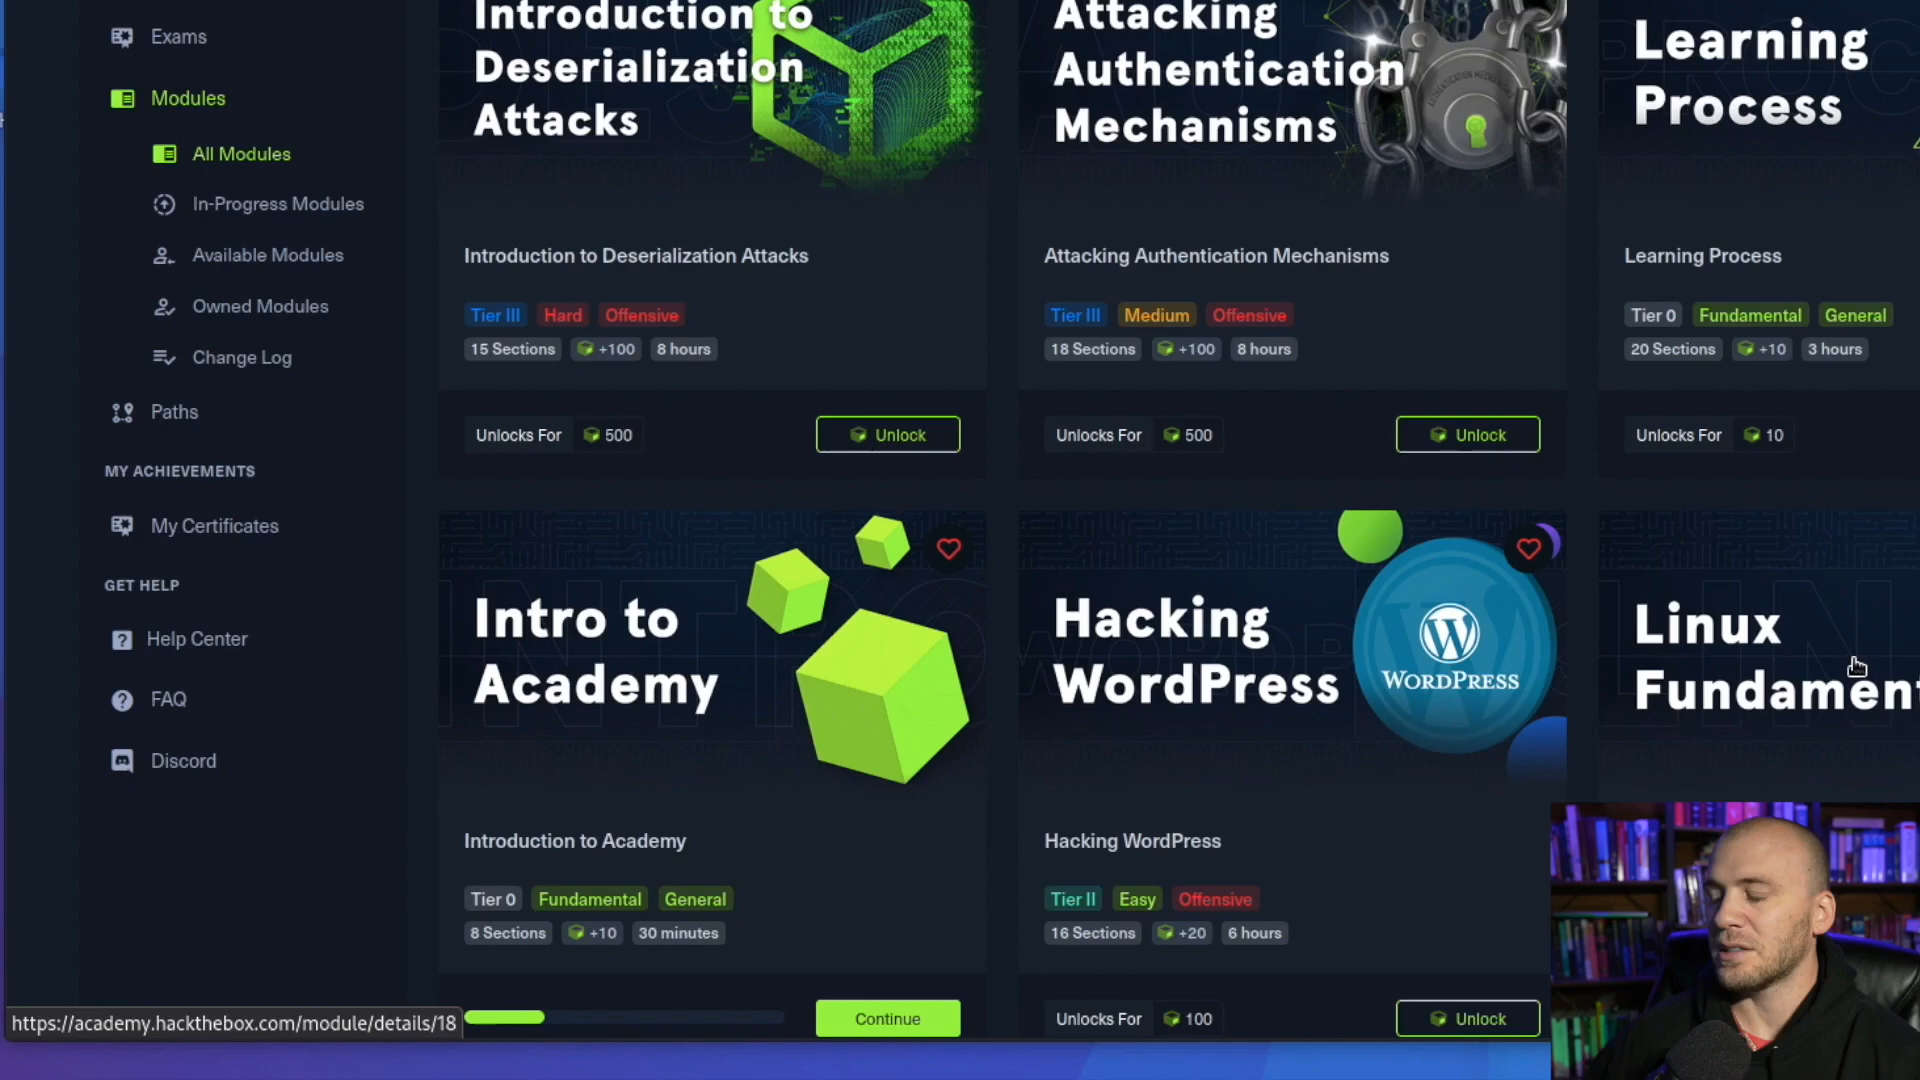 Exams
Modules
All Modules
In-Progress Modules
Available Modules
Owned Modules
Change Log
Paths
MY ACHIEVEMENTS
My Certificates
GET HELP
Help Center
FAQ
Discord
Introduction to
Deserialization
Attacks
Introduction to Deserialization Attacks
Tier III Hard Offensive
15 Sections +100 8 hours
Unlocks For 500 Unlock
Attacking
Authentication
Mechanisms
AUTHENTICATION MECHANISMS
Attacking Authentication Mechanisms
Tier III Medium Offensive
18 Sections +100 8 hours
Unlocks For 500 Unlock
Learning
Process
Learning Process
Tier 0 Fundamental General
20 Sections +10 3 hours
Unlocks For 10
Intro to
Academy
Introduction to Academy
Tier 0 Fundamental General
8 Sections +10 30 minutes
Continue
Hacking
WordPress
WORDPRESS
Hacking WordPress
Tier II Easy Offensive
16 Sections +20 6 hours
Unlocks For 100 Unlock
Linux
Fundament
https://academy.hackthebox.com/module/details/18